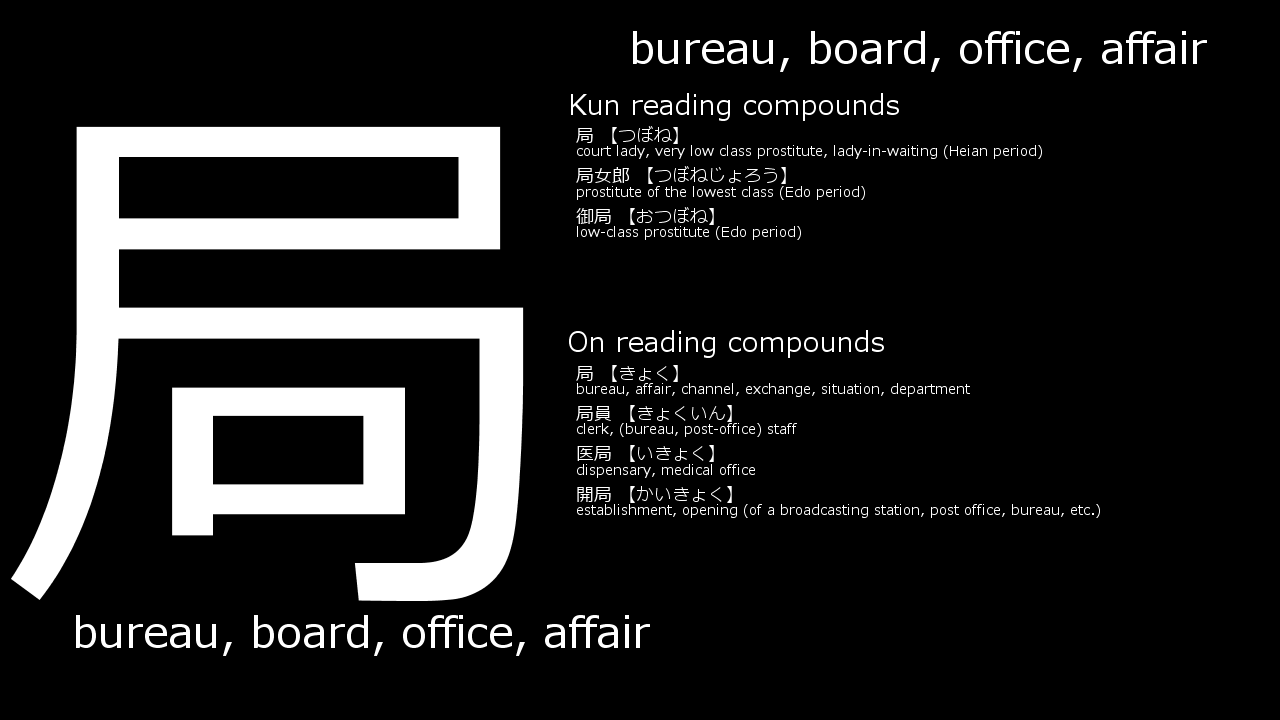 局
bureau, board, office, affair
bureau, board, office, affair
Kun reading compounds
局 【つぼね】
court lady, very low class prostitute, lady-in-waiting (Heian period)
局女郎 【つぼねじょろう】
prostitute of the lowest class (Edo period)
御局 【おつぼね】
low-class prostitute (Edo period)
On reading compounds
局 【きょく】
bureau, affair, channel, exchange, situation, department
局員 【きょくいん】
clerk, (bureau, post-office) staff
医局 【いきょく】
dispensary, medical office
開局 【かいきょく】
establishment, opening (of a broadcasting station, post office, bureau, etc.)